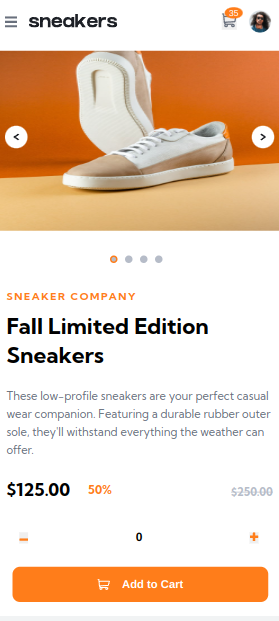 sneakers
35
SNEAKER COMPANY
Fall Limited Edition
Sneakers
These low-profile sneakers are your perfect casual
wear companion. Featuring a durable rubber outer
sole, they'll withstand everything the weather can
offer.
$125.00 50% $250.00
- 0 +
Add to Cart